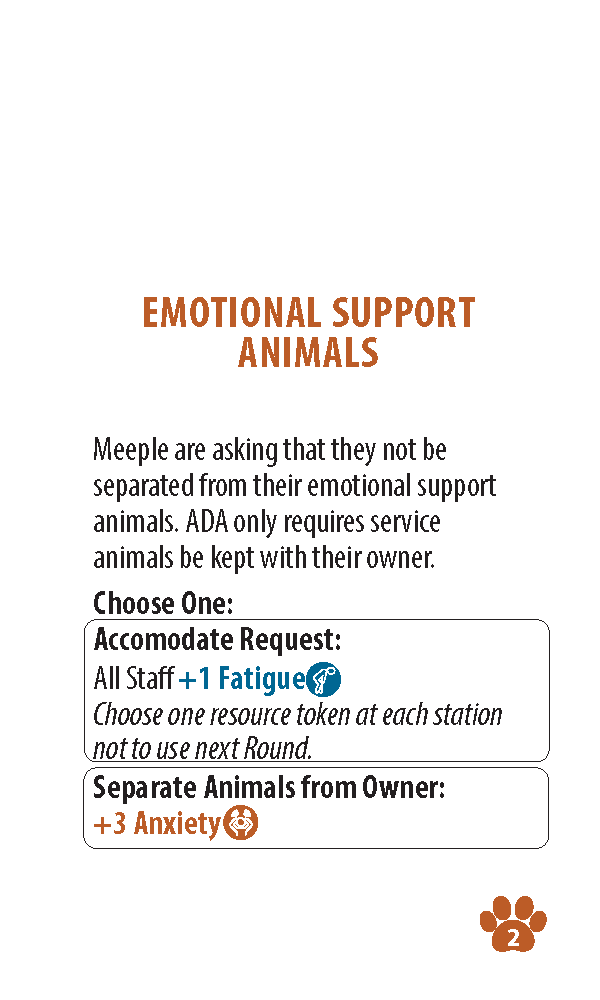 EMOTIONAL SUPPORT
ANIMALS
Meeple are asking that they not be
separated from their emotional support
animals. ADA only requires service
animals be kept with their owner.
Choose One:
Accomodate Request:
All Staff +1 Fatigue
Choose one resource token at each station
not to use next Round.
Separate Animals from Owner:
+3 Anxiety
2